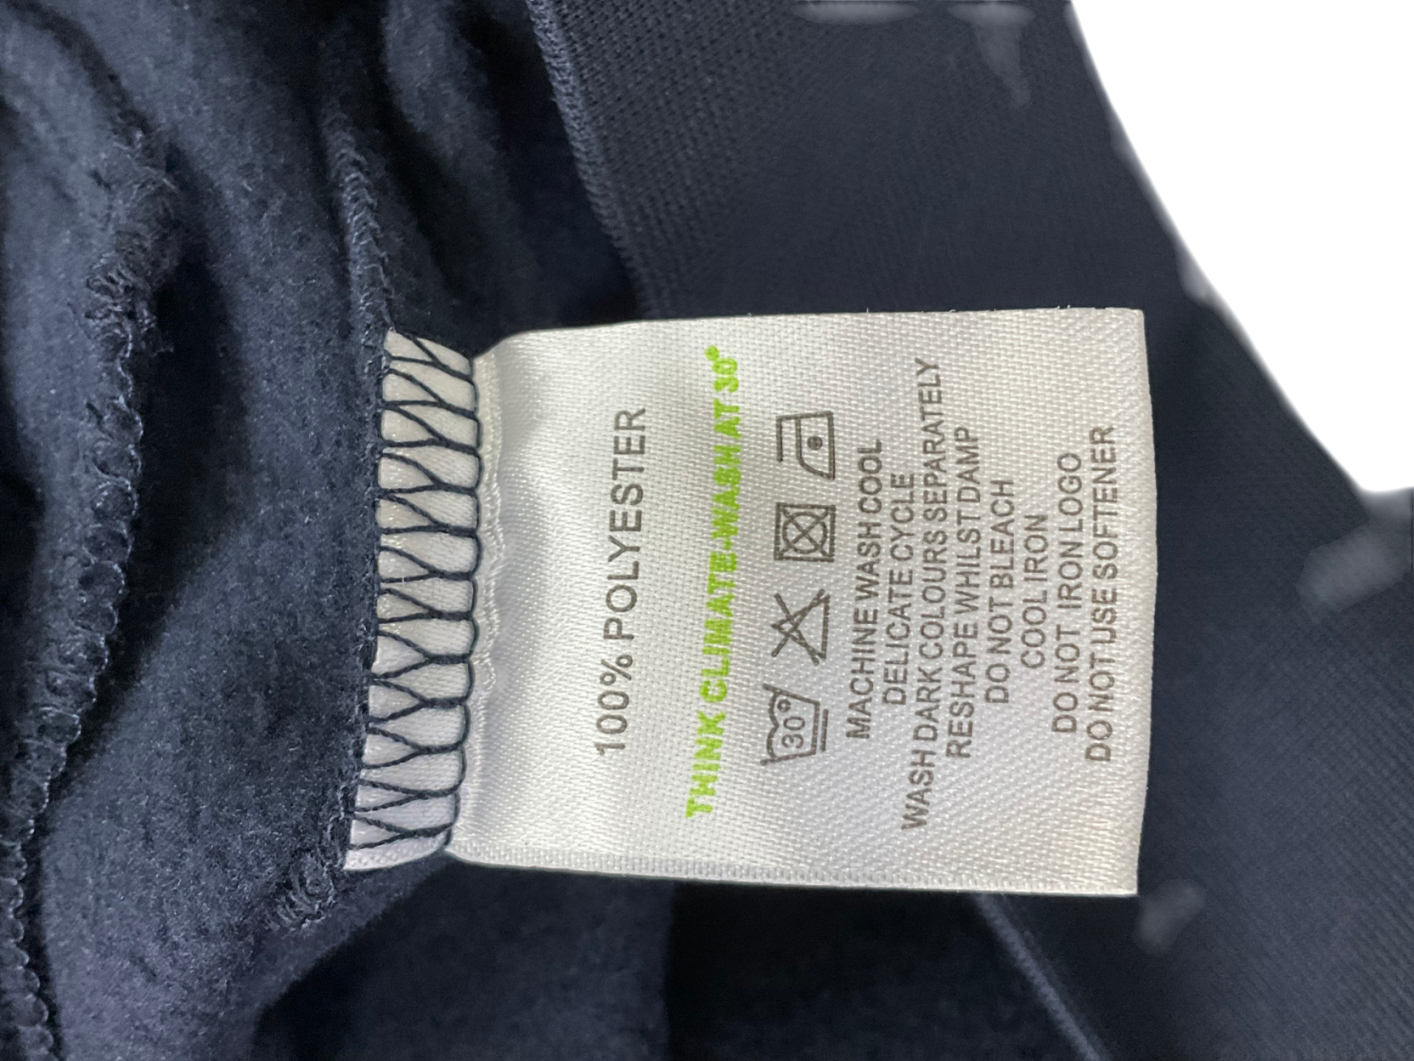 100% POLYESTER
THINK CLIMATE-WASH AT 30°
30°
MACHINE WASH COOL
DELICATE CYCLE
WASH DARK COLOURS SEPARATELY
RESHAPE WHILST DAMP
DO NOT BLEACH
COOL IRON
DO NOT IRON LOGO
DO NOT USE SOFTENER